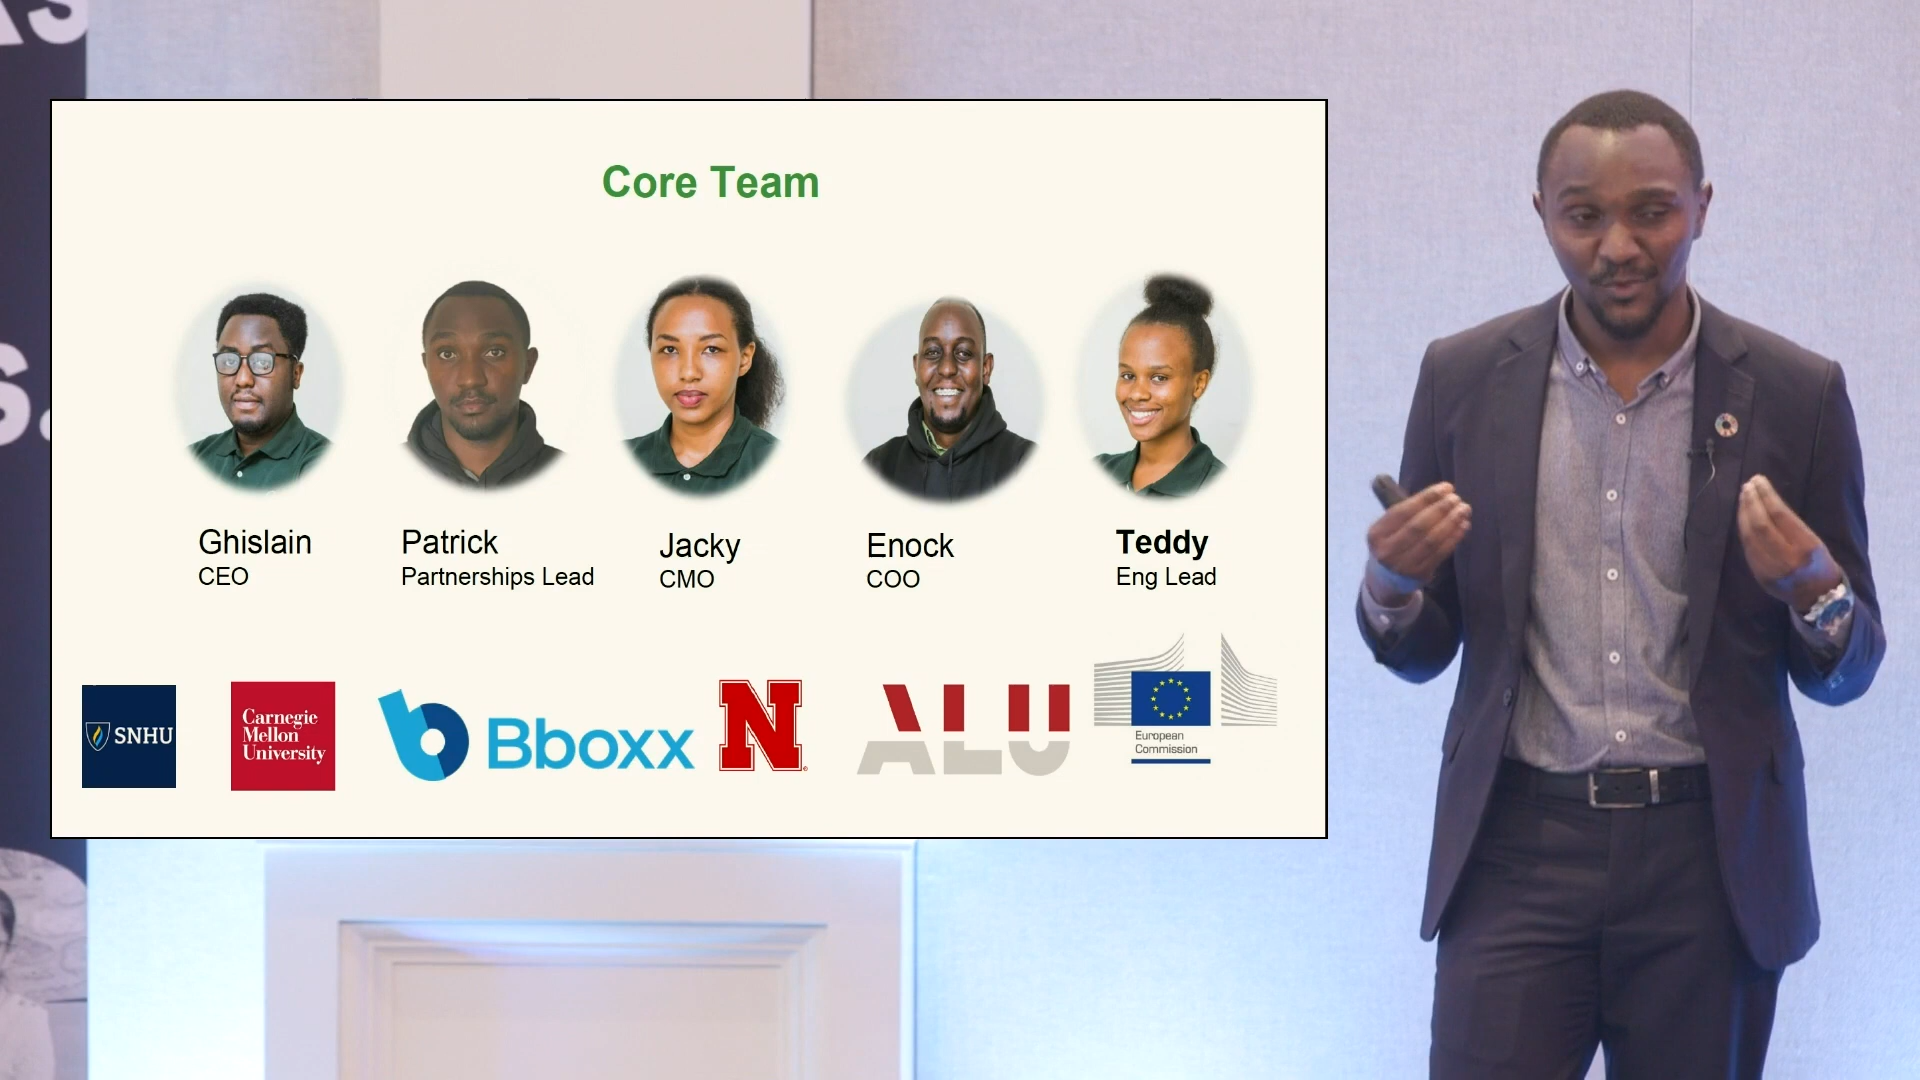 AS
S.
Core Team
Ghislain
CEO
Patrick
Partnerships Lead
Jacky
CMO
Enock
COO
Teddy
Eng Lead
SNHU
Carnegie
Mellon
University
Bboxx
N
ALU
European
Commission